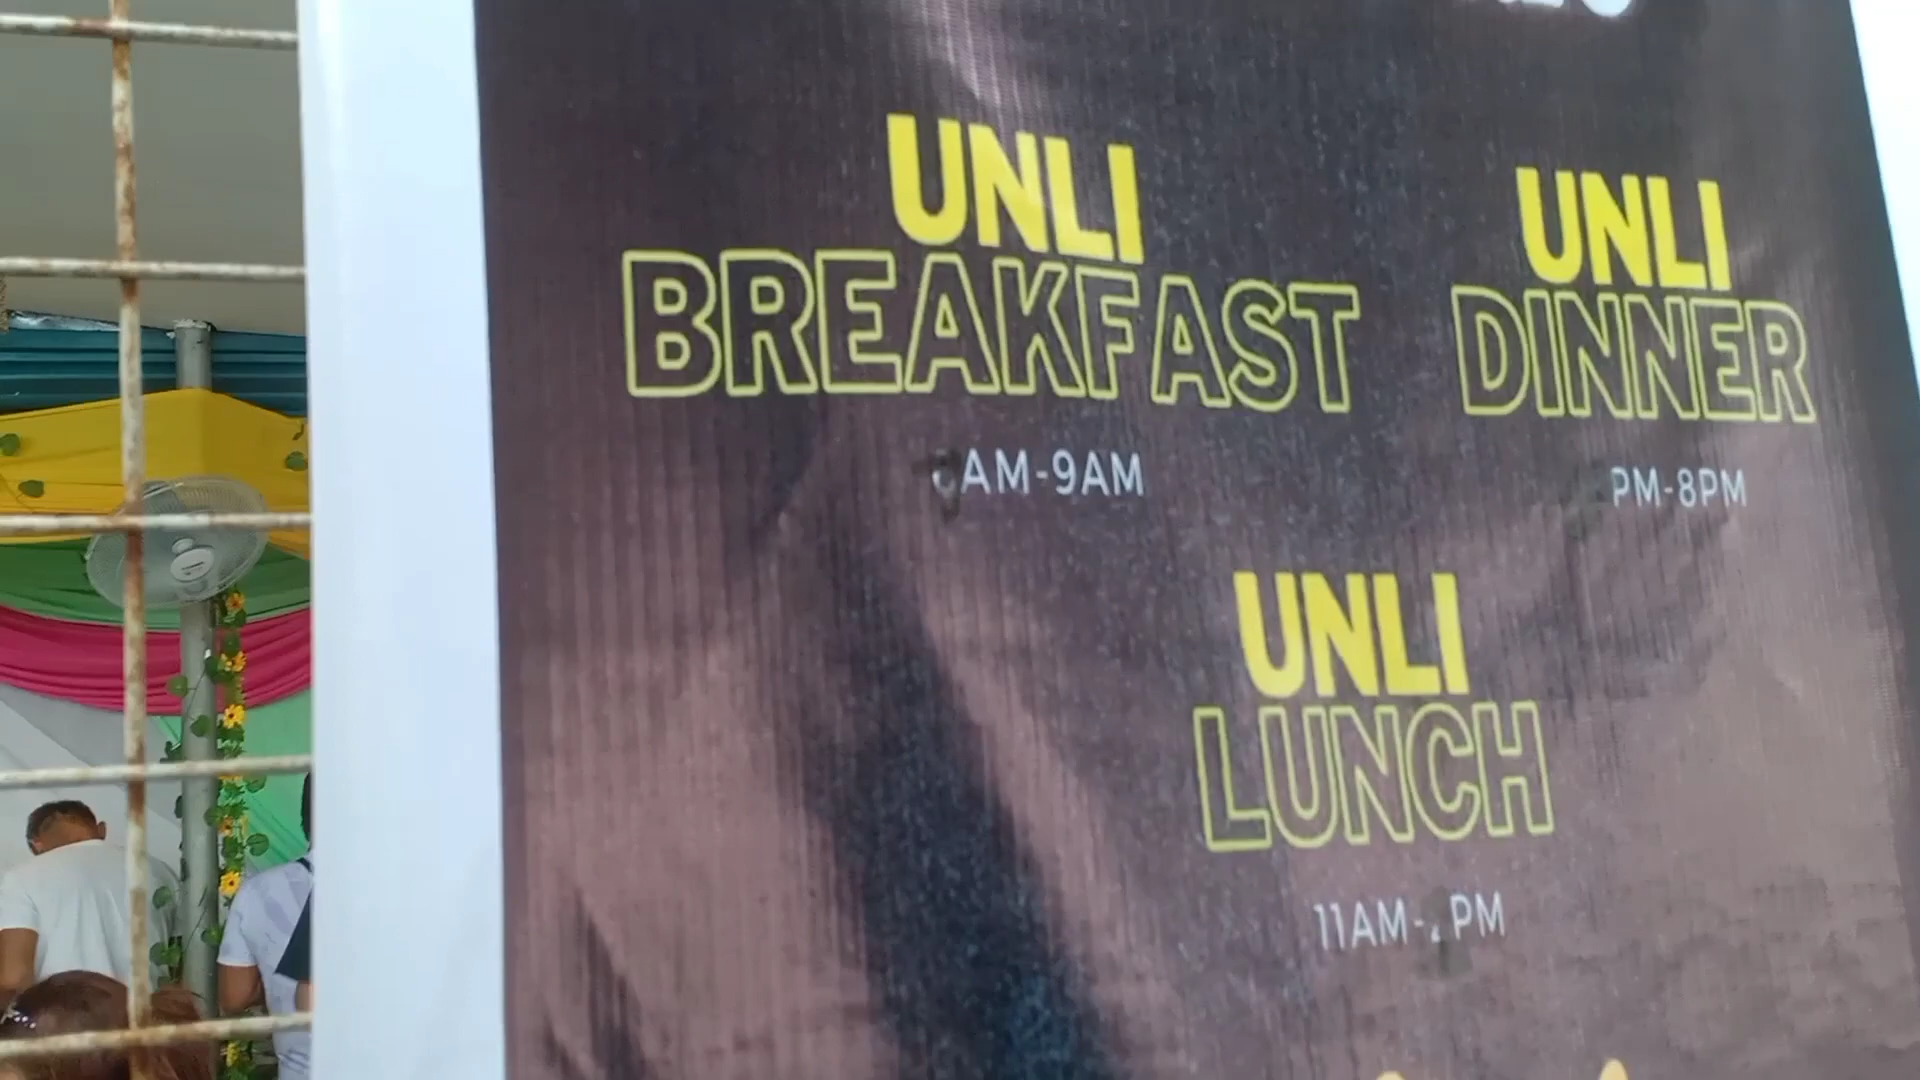 UNLI
BREAKFAST
AM-9AM
UNLI
DINNER
PM-8PM
UNLI
LUNCH
11AM- PM